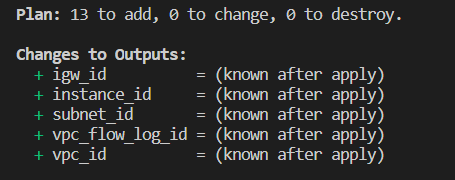 Plan: 13 to add, 0 to change, 0 to destroy.
Changes to Outputs:
+ igw_id = (known after apply)
+ instance_id = (known after apply)
+ subnet_id = (known after apply)
+ vpc_flow_log_id = (known after apply)
+ vpc_id = (known after apply)